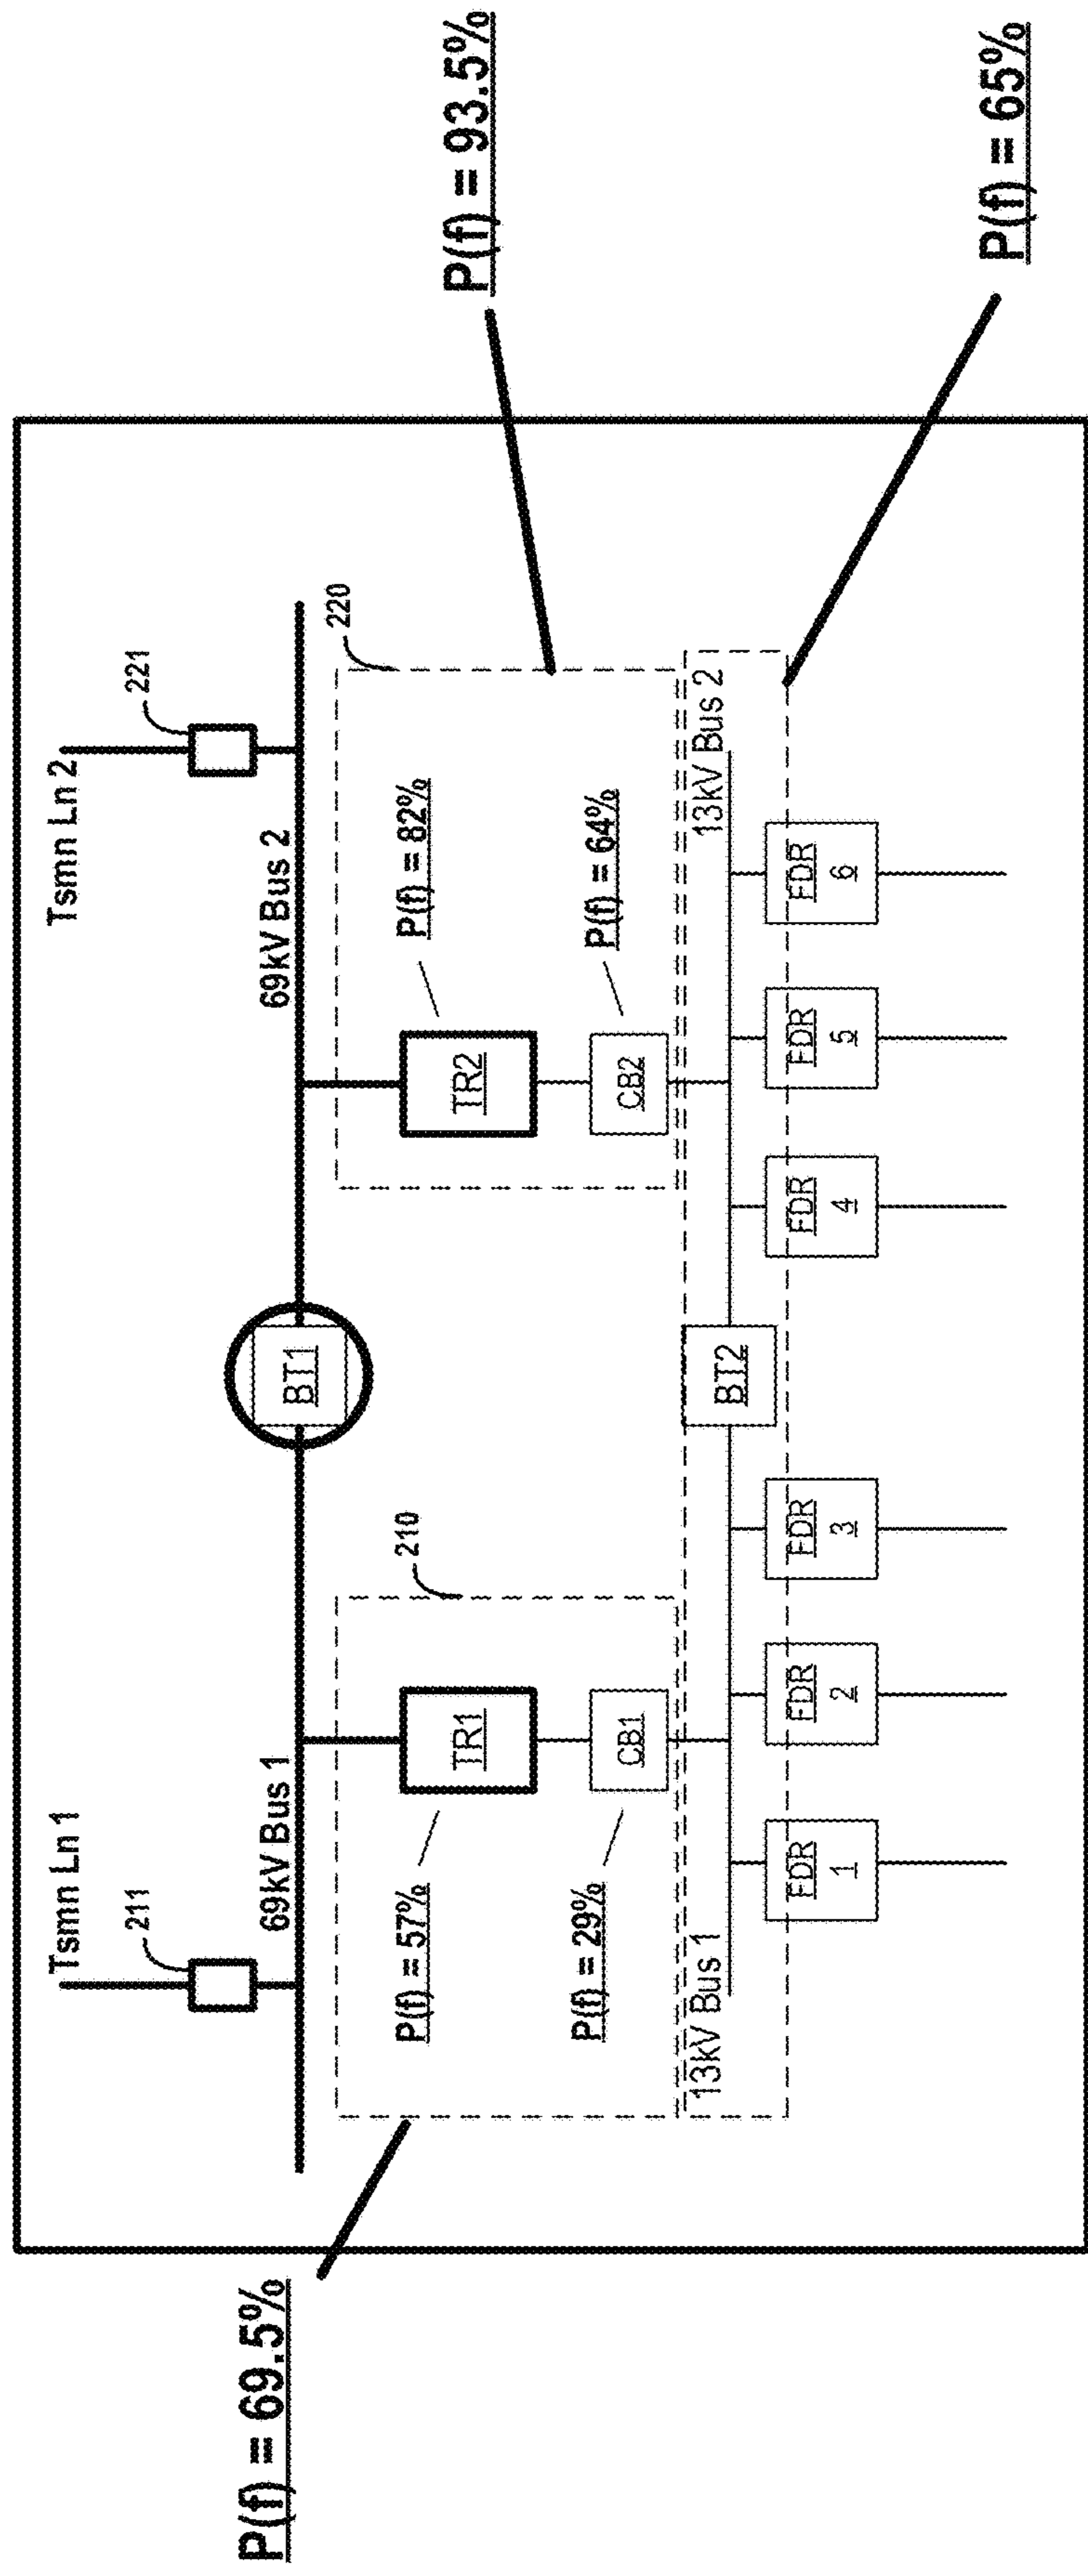 Tsmn Ln 1
Tsmn Ln 2
211
221
69kV Bus 1
69kV Bus 2
BT1
210
220
P(f) = 69.5%
P(f) = 57%
TR1
TR2
P(f) = 82%
P(f) = 93.5%
P(f) = 29%
CB1
CB2
P(f) = 64%
13kV Bus 1
BT2
13kV Bus 2
FDR
1
FDR
2
FDR
3
FDR
4
FDR
5
FDR
6
P(f) = 65%